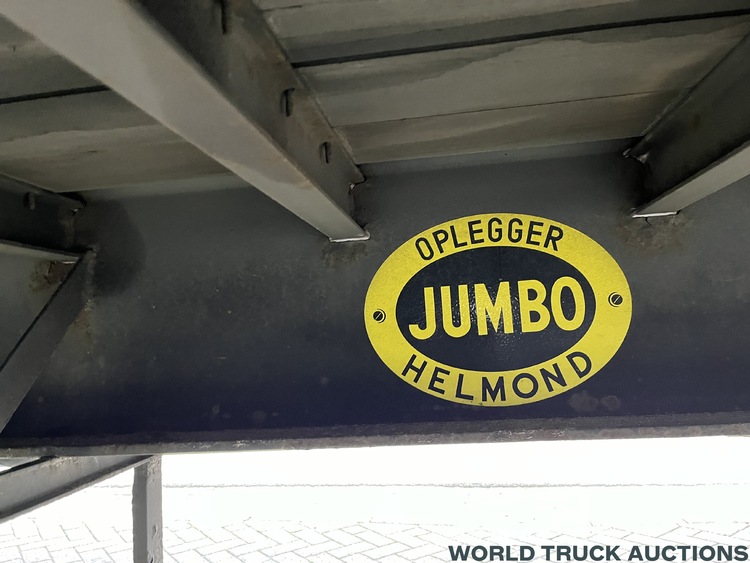 OPLEGGER
JUMBO
HELMOND
WORLD TRUCK AUCTIONS